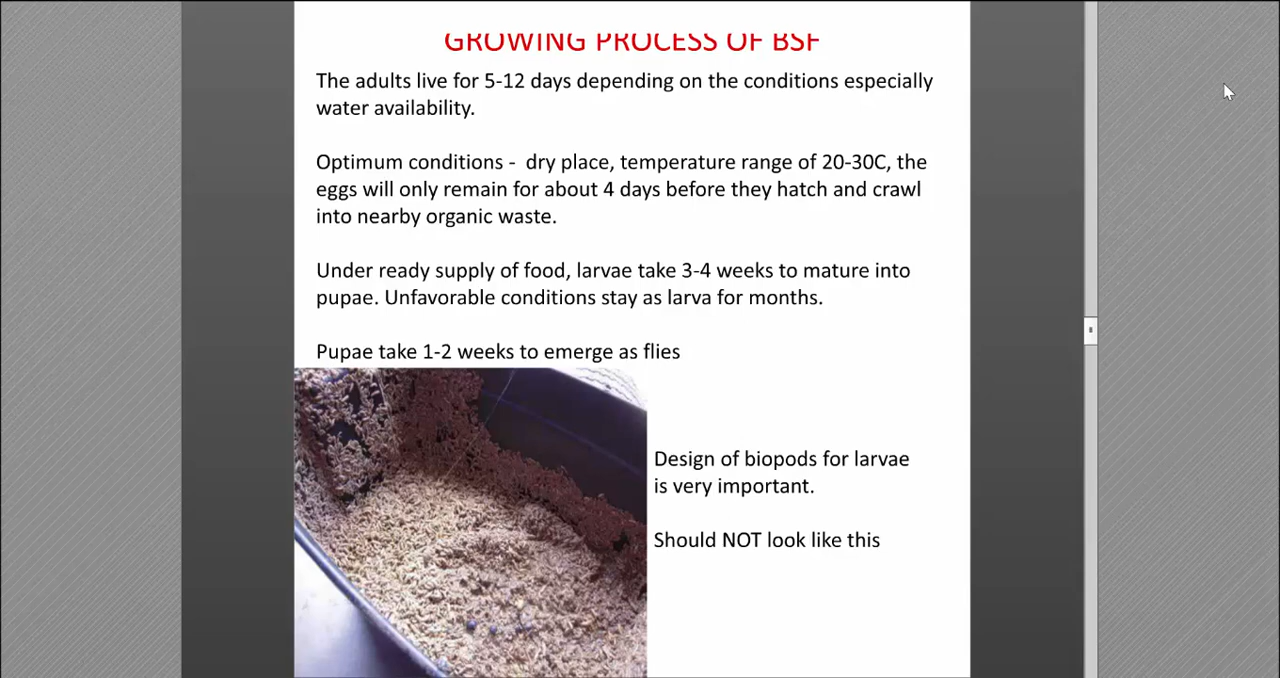 GROWING PROCESS OF BSF
The adults live for 5-12 days depending on the conditions especially
water availability.
Optimum conditions - dry place, temperature range of 20-30C, the
eggs will only remain for about 4 days before they hatch and crawl
into nearby organic waste.
Under ready supply of food, larvae take 3-4 weeks to mature into
pupae. Unfavorable conditions stay as larva for months.
Pupae take 1-2 weeks to emerge as flies
Design of biopods for larvae
is very important.
Should NOT look like this